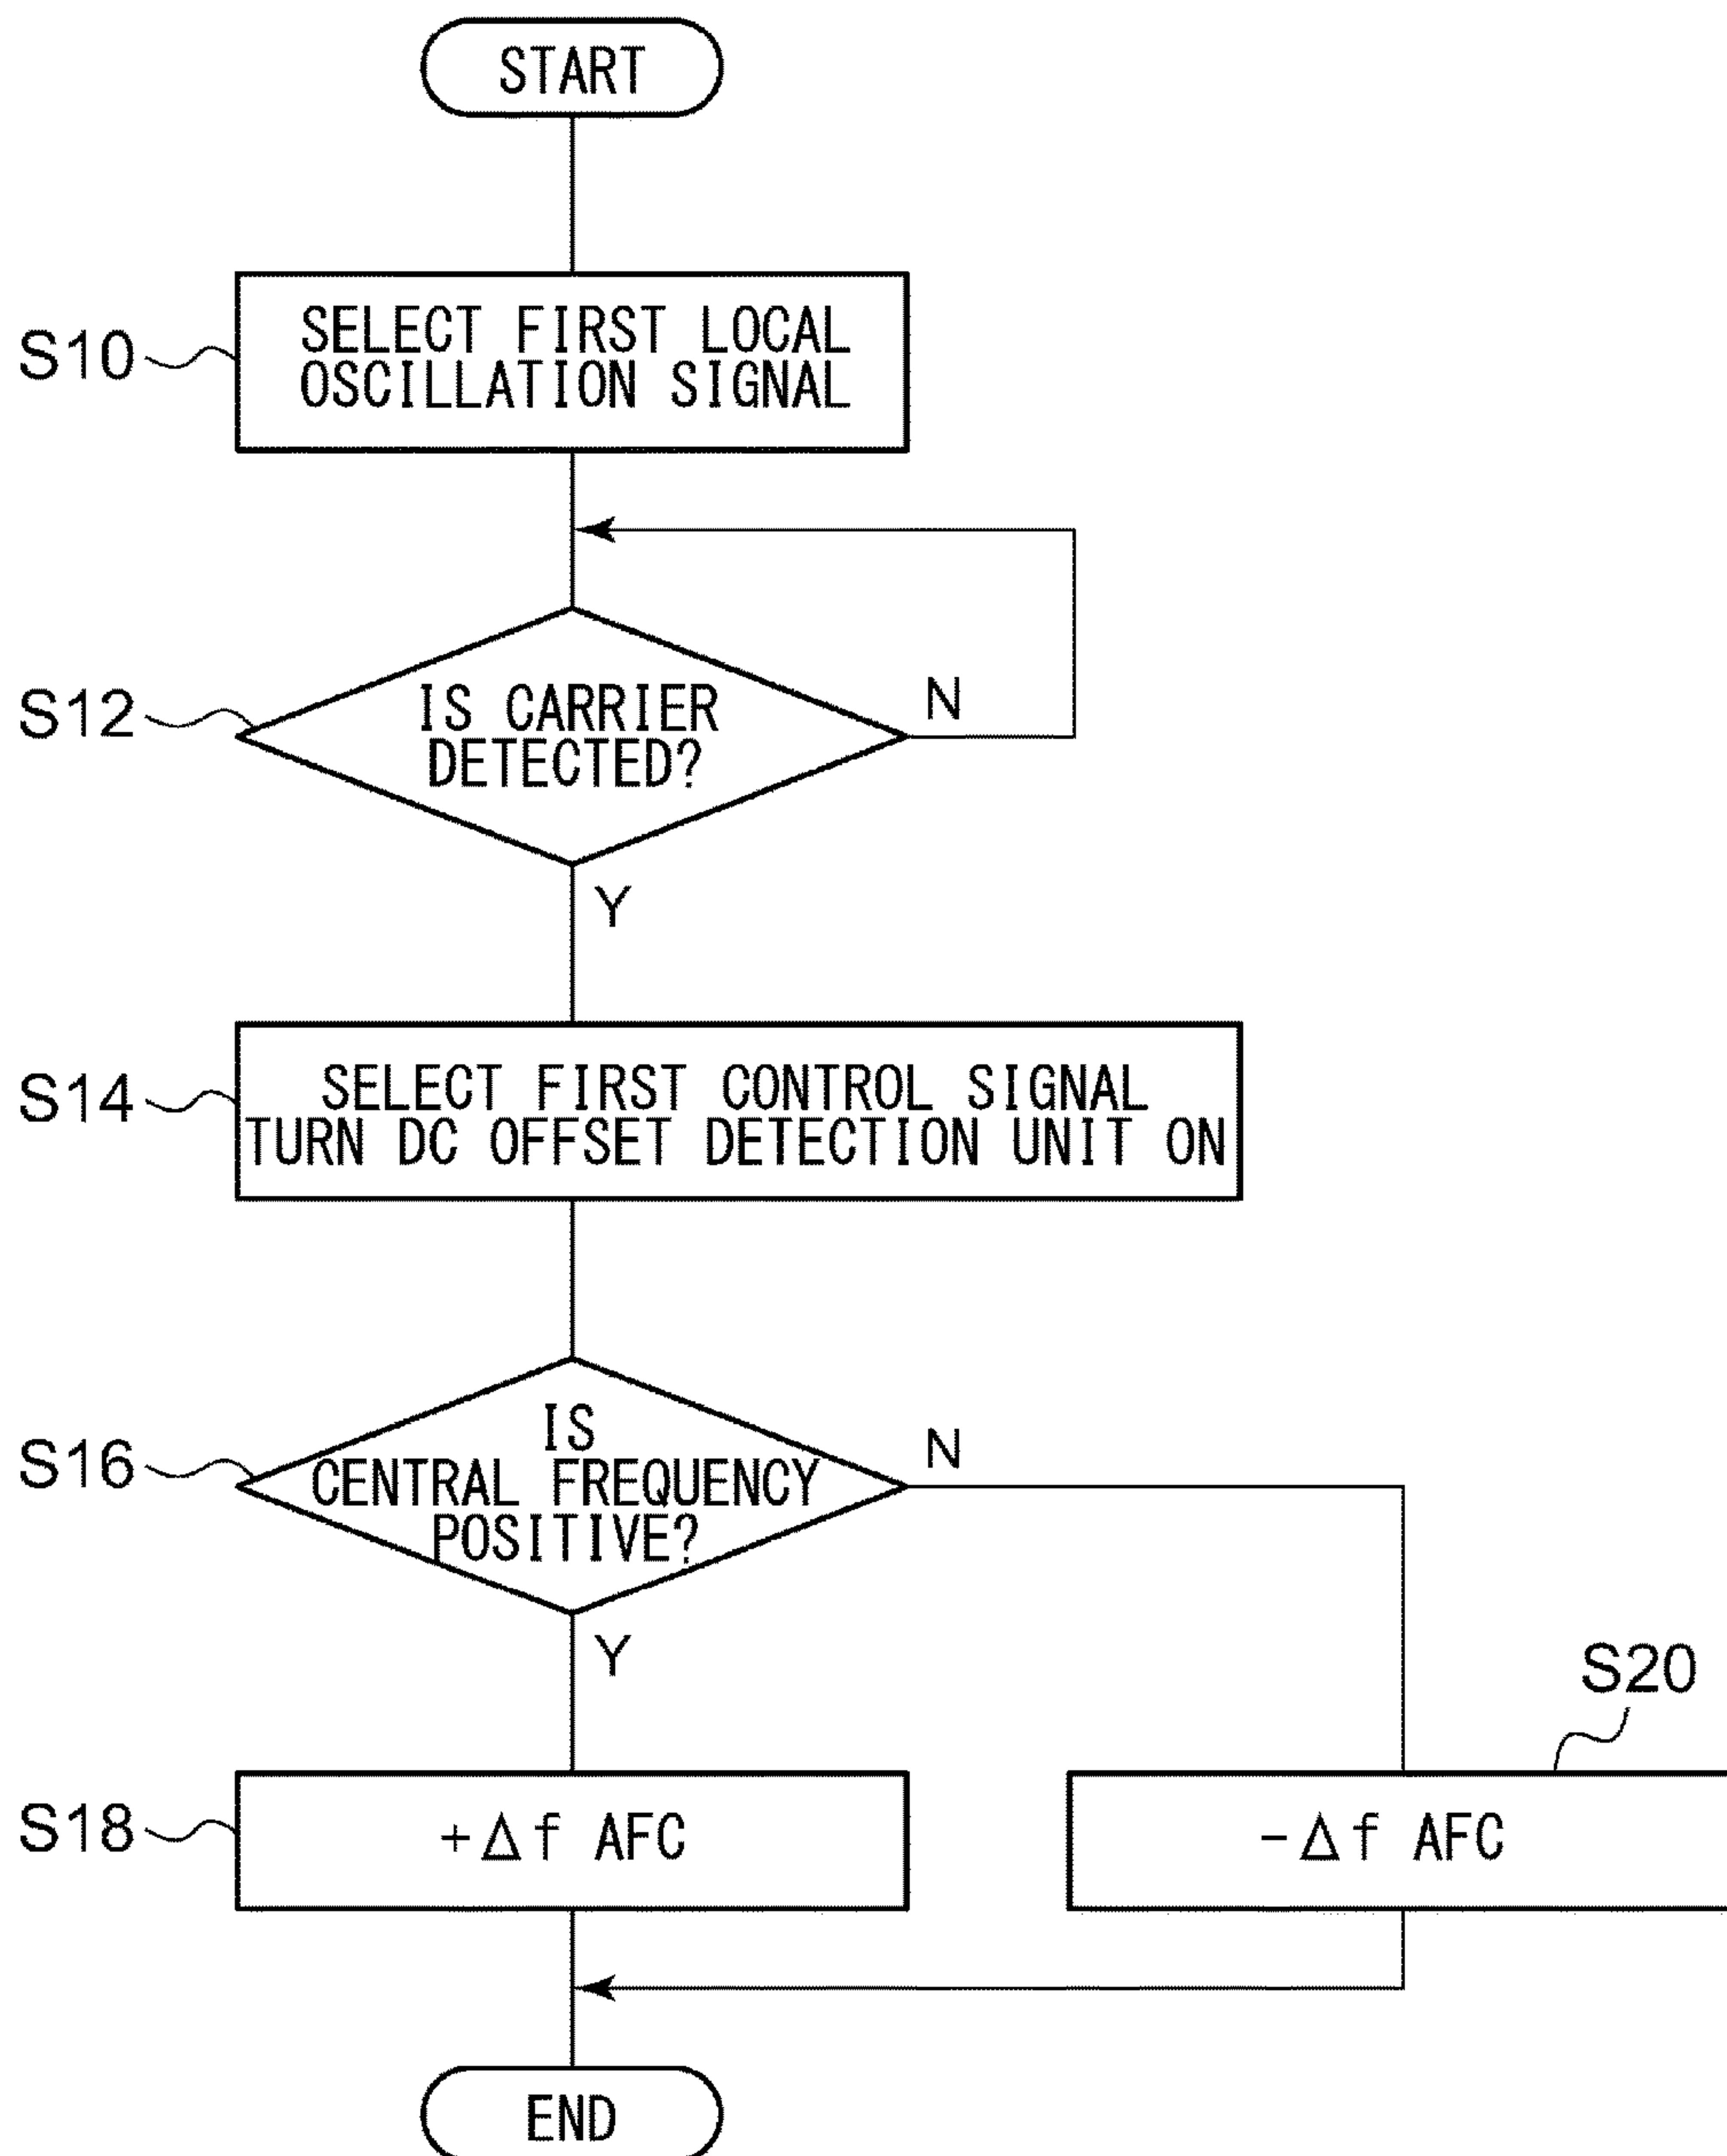 START
S10
SELECT FIRST LOCAL
OSCILLATION SIGNAL
S12
IS CARRIER
DETECTED?
N
Y
S14
SELECT FIRST CONTROL SIGNAL
TURN DC OFFSET DETECTION UNIT ON
S16
IS
CENTRAL FREQUENCY
POSITIVE?
N
Y
S20
S18
+Δf AFC
-Δf AFC
END